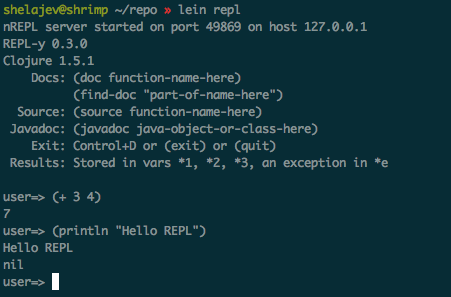 shelajev@shrimp ~/repo » lein repl
nREPL server started on port 49869 on host 127.0.0.1
REPL-y 0.3.0
Clojure 1.5.1
    Docs: (doc function-name-here)
          (find-doc "part-of-name-here")
  Source: (source function-name-here)
 Javadoc: (javadoc java-object-or-class-here)
    Exit: Control+D or (exit) or (quit)
 Results: Stored in vars *1, *2, *3, an exception in *e
user=> (+ 3 4)
7
user=> (println "Hello REPL")
Hello REPL
nil
user=>